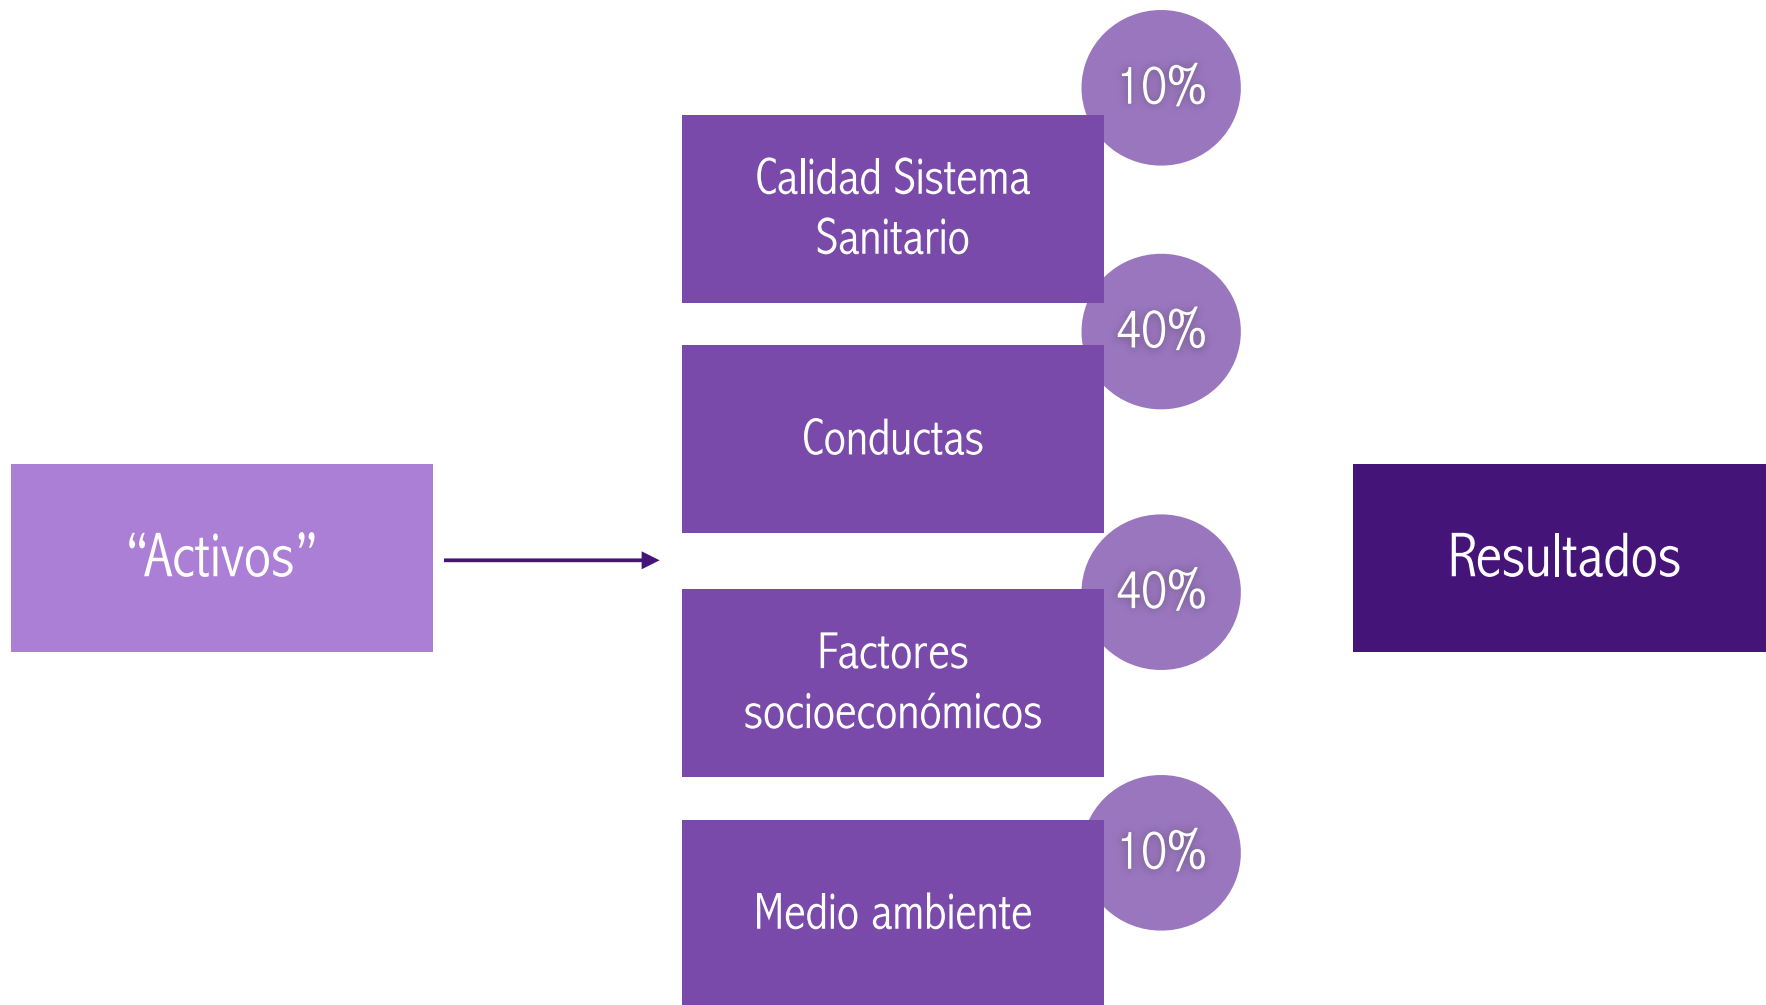 “Activos”
10%
Calidad Sistema
Sanitario
40%
Conductas
40%
Factores
socioeconómicos
10%
Medio ambiente
Resultados